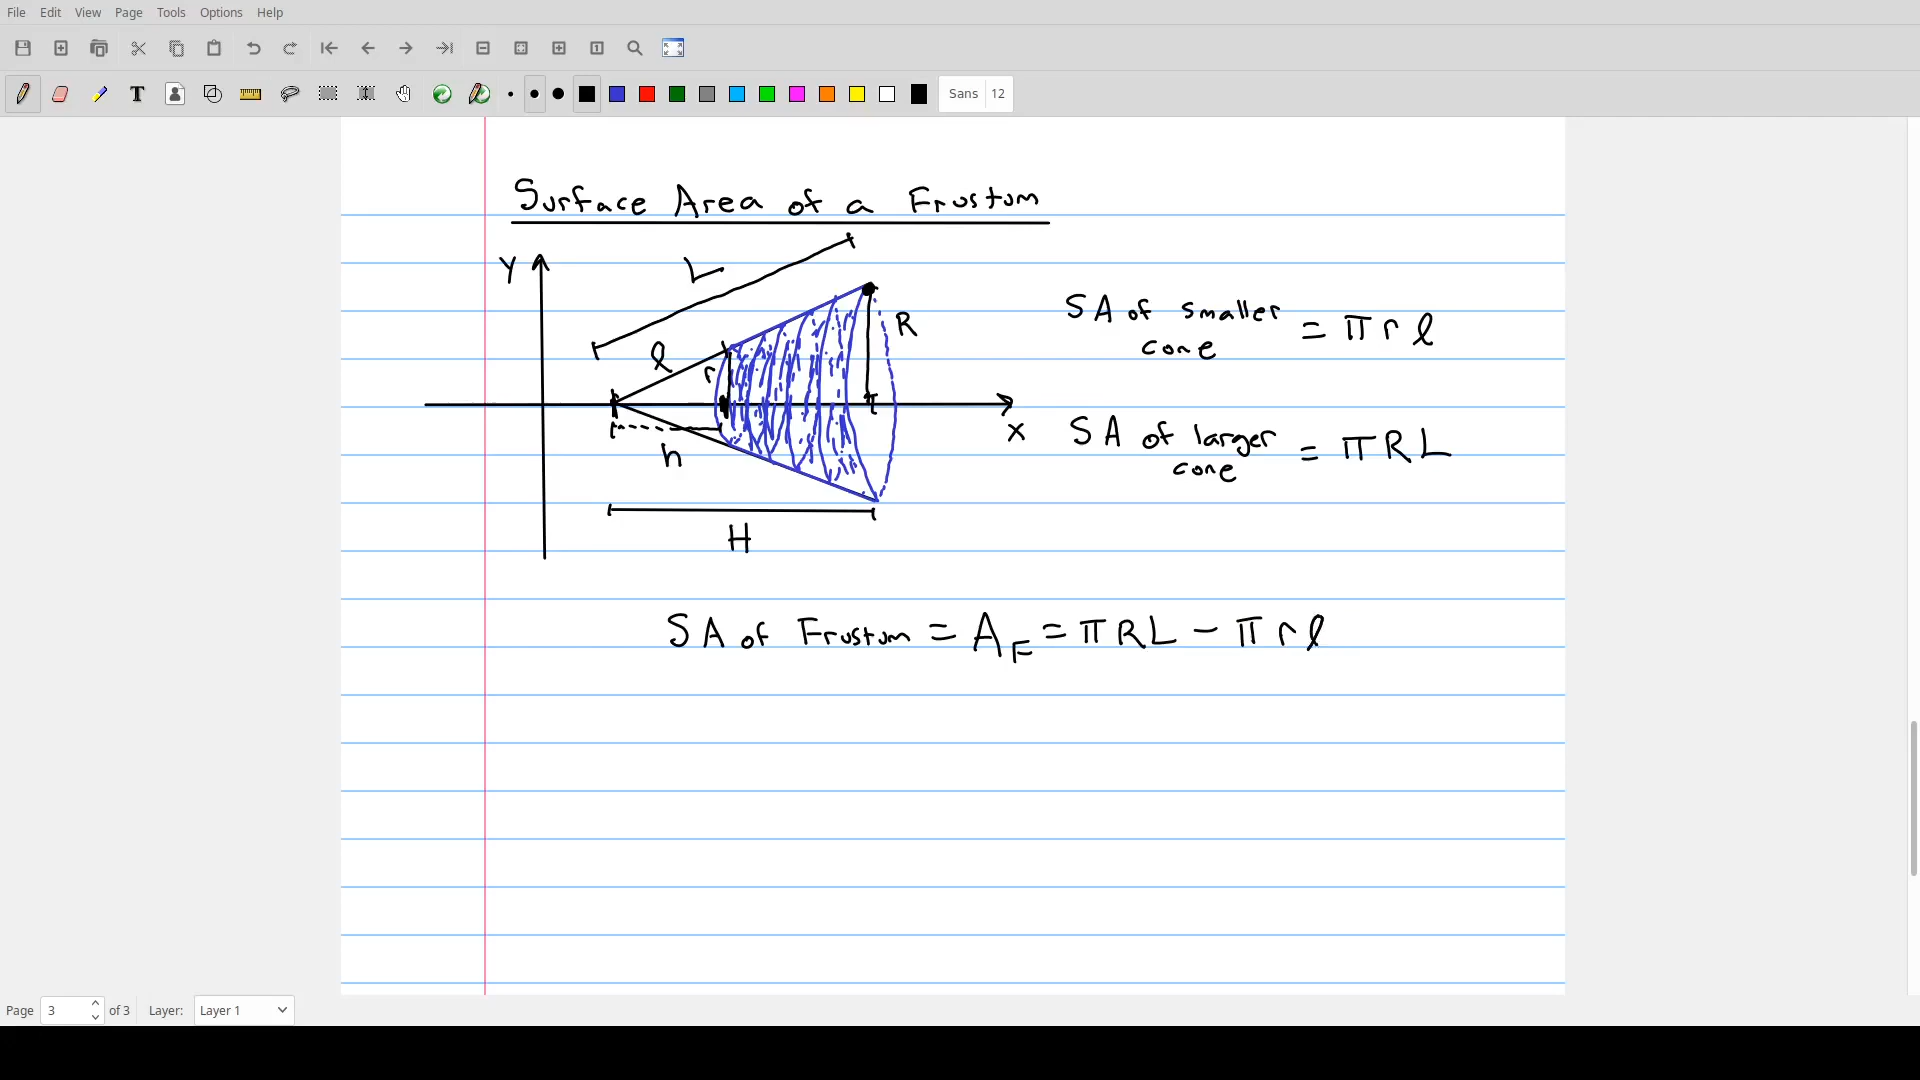 File Edit View Page Tools Options Help
Sans 12
Surface Area of a Frustum
Y
L
l
r
R
x
h
H
SA of smaller cone = π r l
SA of larger cone = π R L
SA of Frustum = A_F = π R L − π r l
Page 3 of 3 Layer: Layer 1